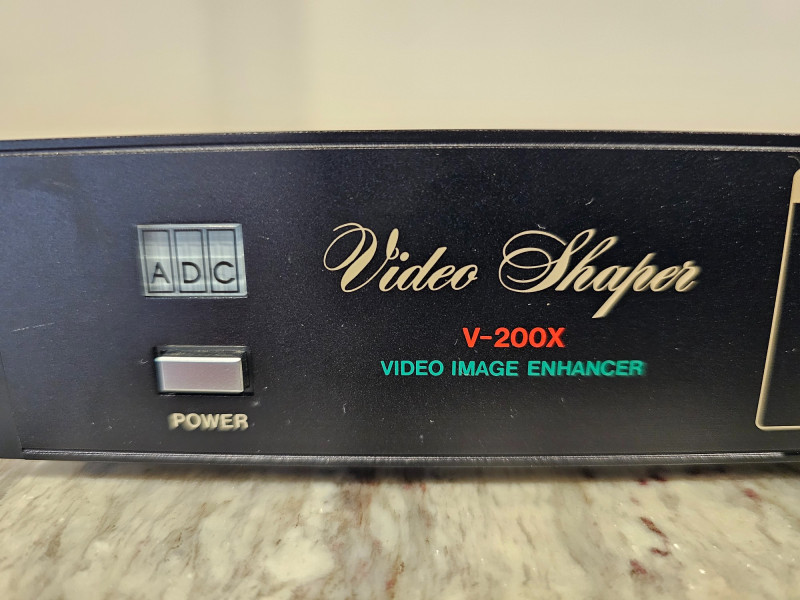 ADC
Video Shaper
V-200X
VIDEO IMAGE ENHANCER
POWER